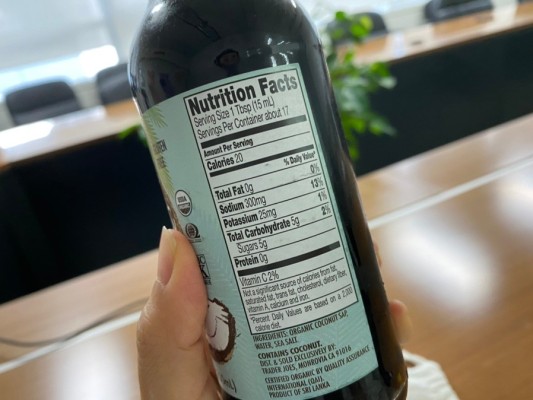 Nutrition Facts
Serving Size 1 Tbsp (15 mL)
Servings Per Container about 17
Amount Per Serving
Calories 20
% Daily Value*
Total Fat 0g 0%
Sodium 300mg 13%
Potassium 25mg 1%
Total Carbohydrate 5g 2%
Sugars 5g
Protein 0g
Vitamin C 2%
Not a significant source of calories from fat,
saturated fat, trans fat, cholesterol, dietary fiber,
vitamin A, calcium and iron.
*Percent Daily Values are based on a 2,000
calorie diet.
INGREDIENTS: ORGANIC COCONUT SAP,
WATER, SEA SALT.
CONTAINS COCONUT.
DIST. & SOLD EXCLUSIVELY BY:
TRADER JOE'S, MONROVIA CA 91016
CERTIFIED ORGANIC BY QUALITY ASSURANCE
INTERNATIONAL (QAI).
PRODUCT OF SRI LANKA
USDA